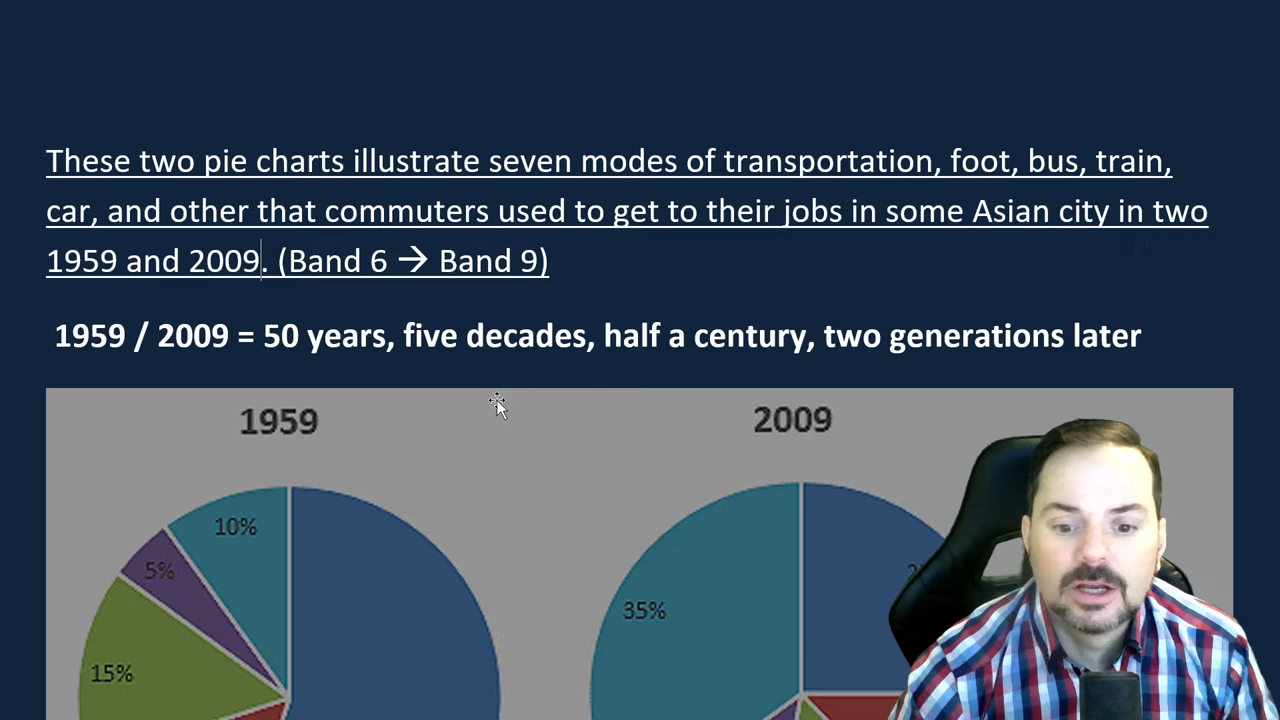 These two pie charts illustrate seven modes of transportation, foot, bus, train,
car, and other that commuters used to get to their jobs in some Asian city in two
1959 and 2009. (Band 6 → Band 9)
1959 / 2009 = 50 years, five decades, half a century, two generations later
1959 2009
10%
5%
35%
15%